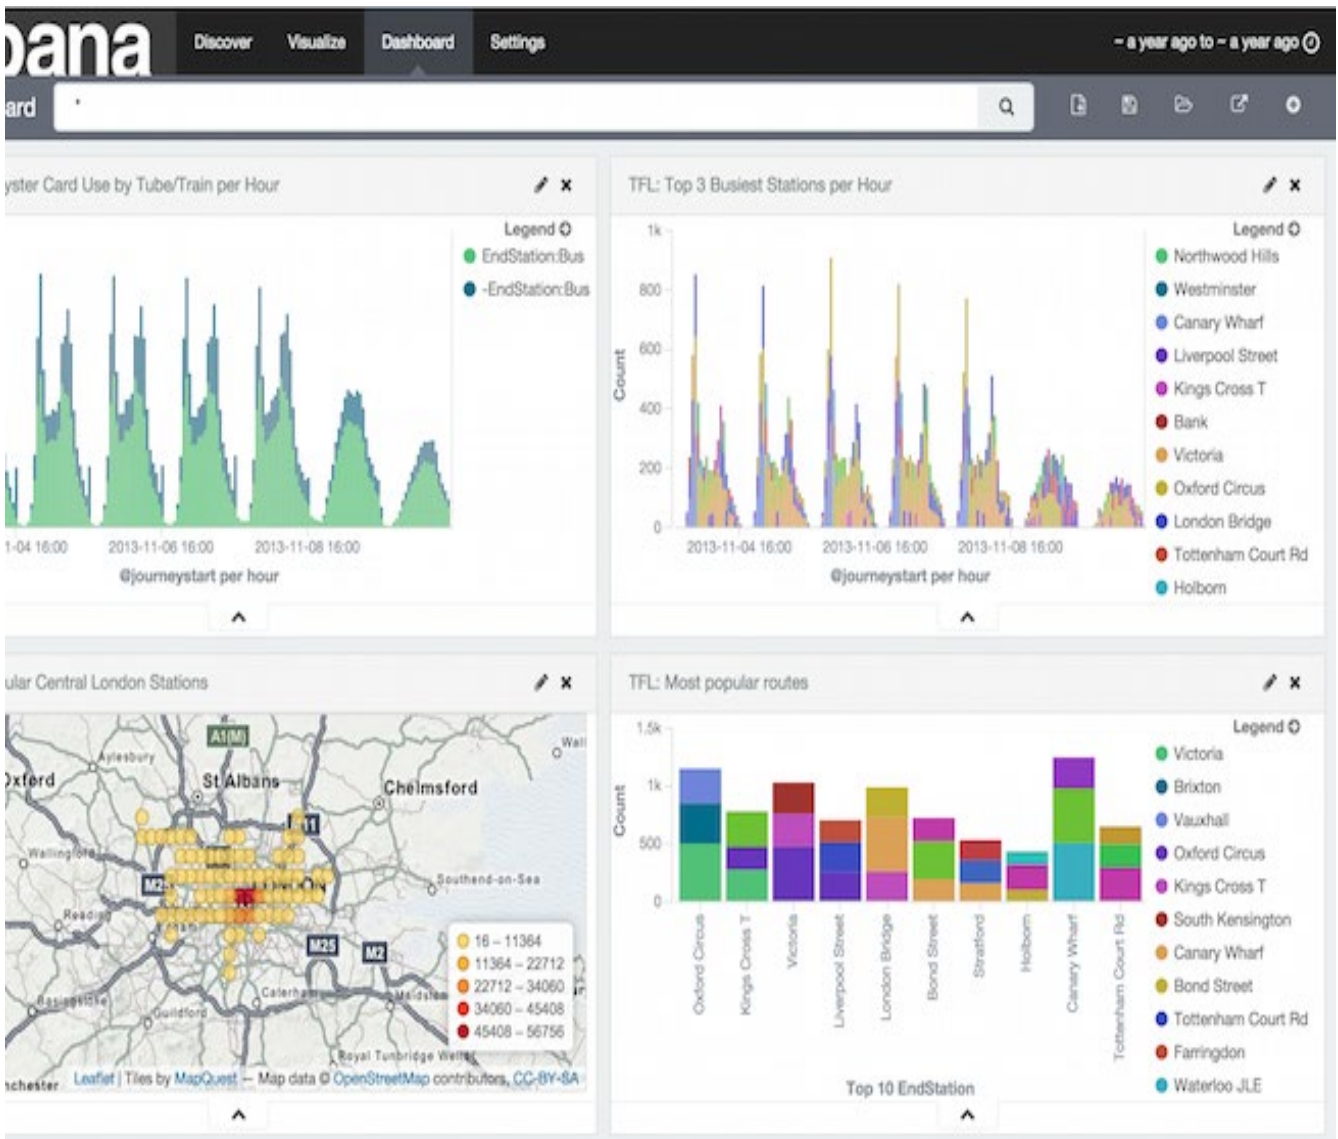 bana
Discover Visualize Dashboard Settings
~ a year ago to ~ a year ago
ard
*
yster Card Use by Tube/Train per Hour
Legend
EndStation:Bus
-EndStation:Bus
1-04 16:00 2013-11-06 16:00 2013-11-08 16:00
@journeystart per hour
TFL: Top 3 Busiest Stations per Hour
1k
800
600
400
200
0
Count
2013-11-04 16:00 2013-11-06 16:00 2013-11-08 16:00
@journeystart per hour
Legend
Northwood Hills
Westminster
Canary Wharf
Liverpool Street
Kings Cross T
Bank
Victoria
Oxford Circus
London Bridge
Tottenham Court Rd
Holborn
ular Central London Stations
A1(M)
Aylesbury
Oxford
St Albans
Chelmsford
Wall
11
Wallingford
M25
LONDON
Southend-on-Sea
Reading
M25
M2
Basingstoke
Caterham
Maidstone
Guildford
Royal Tunbridge Wells
nchester
16 – 11364
11364 – 22712
22712 – 34060
34060 – 45408
45408 – 56756
Leaflet | Tiles by MapQuest — Map data © OpenStreetMap contributors, CC-BY-SA
TFL: Most popular routes
1.5k
1k
500
0
Count
Oxford Circus
Kings Cross T
Victoria
Liverpool Street
London Bridge
Bond Street
Stratford
Holborn
Canary Wharf
Tottenham Court Rd
Top 10 EndStation
Legend
Victoria
Brixton
Vauxhall
Oxford Circus
Kings Cross T
South Kensington
Canary Wharf
Bond Street
Tottenham Court Rd
Farringdon
Waterloo JLE